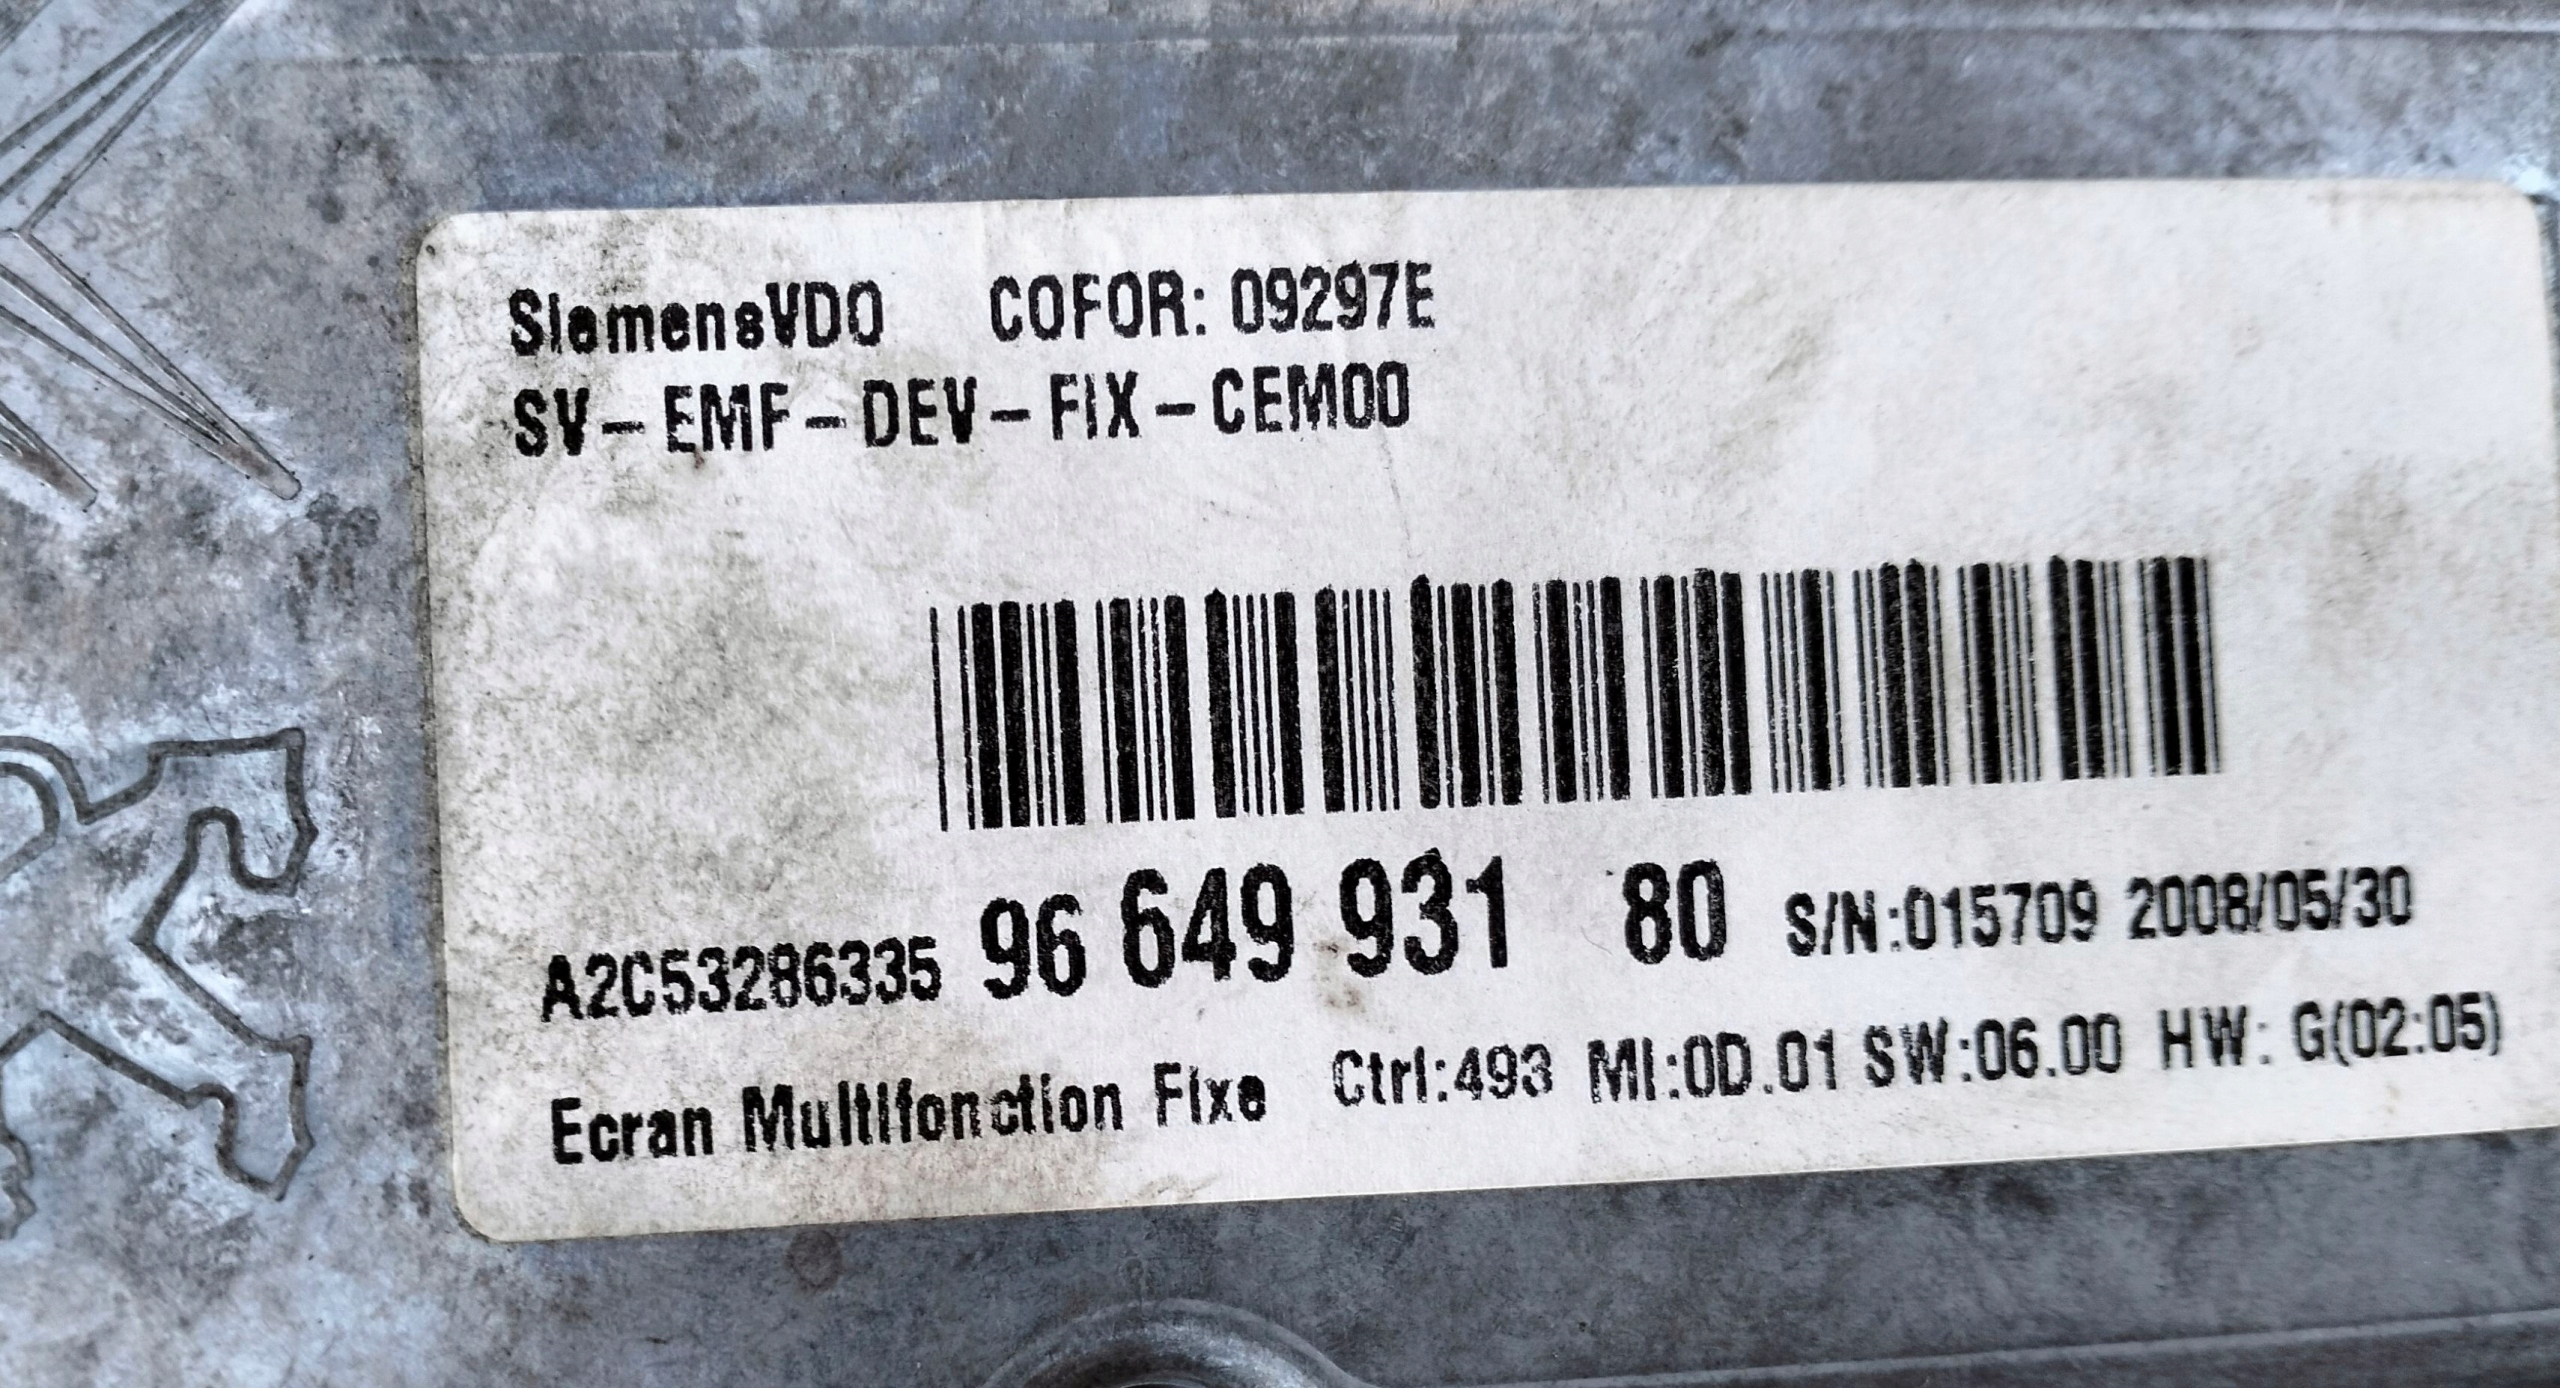 SiemensVDO COFOR: 09297E
SV-EMF-DEV-FIX-CEM00
A2C53286335 96 649 931 80 S/N:015709 2008/05/30
Ecran Multifonction Fixe Ctrl:493 MI:0D.01 SW:06.00 HW: G(02:05)